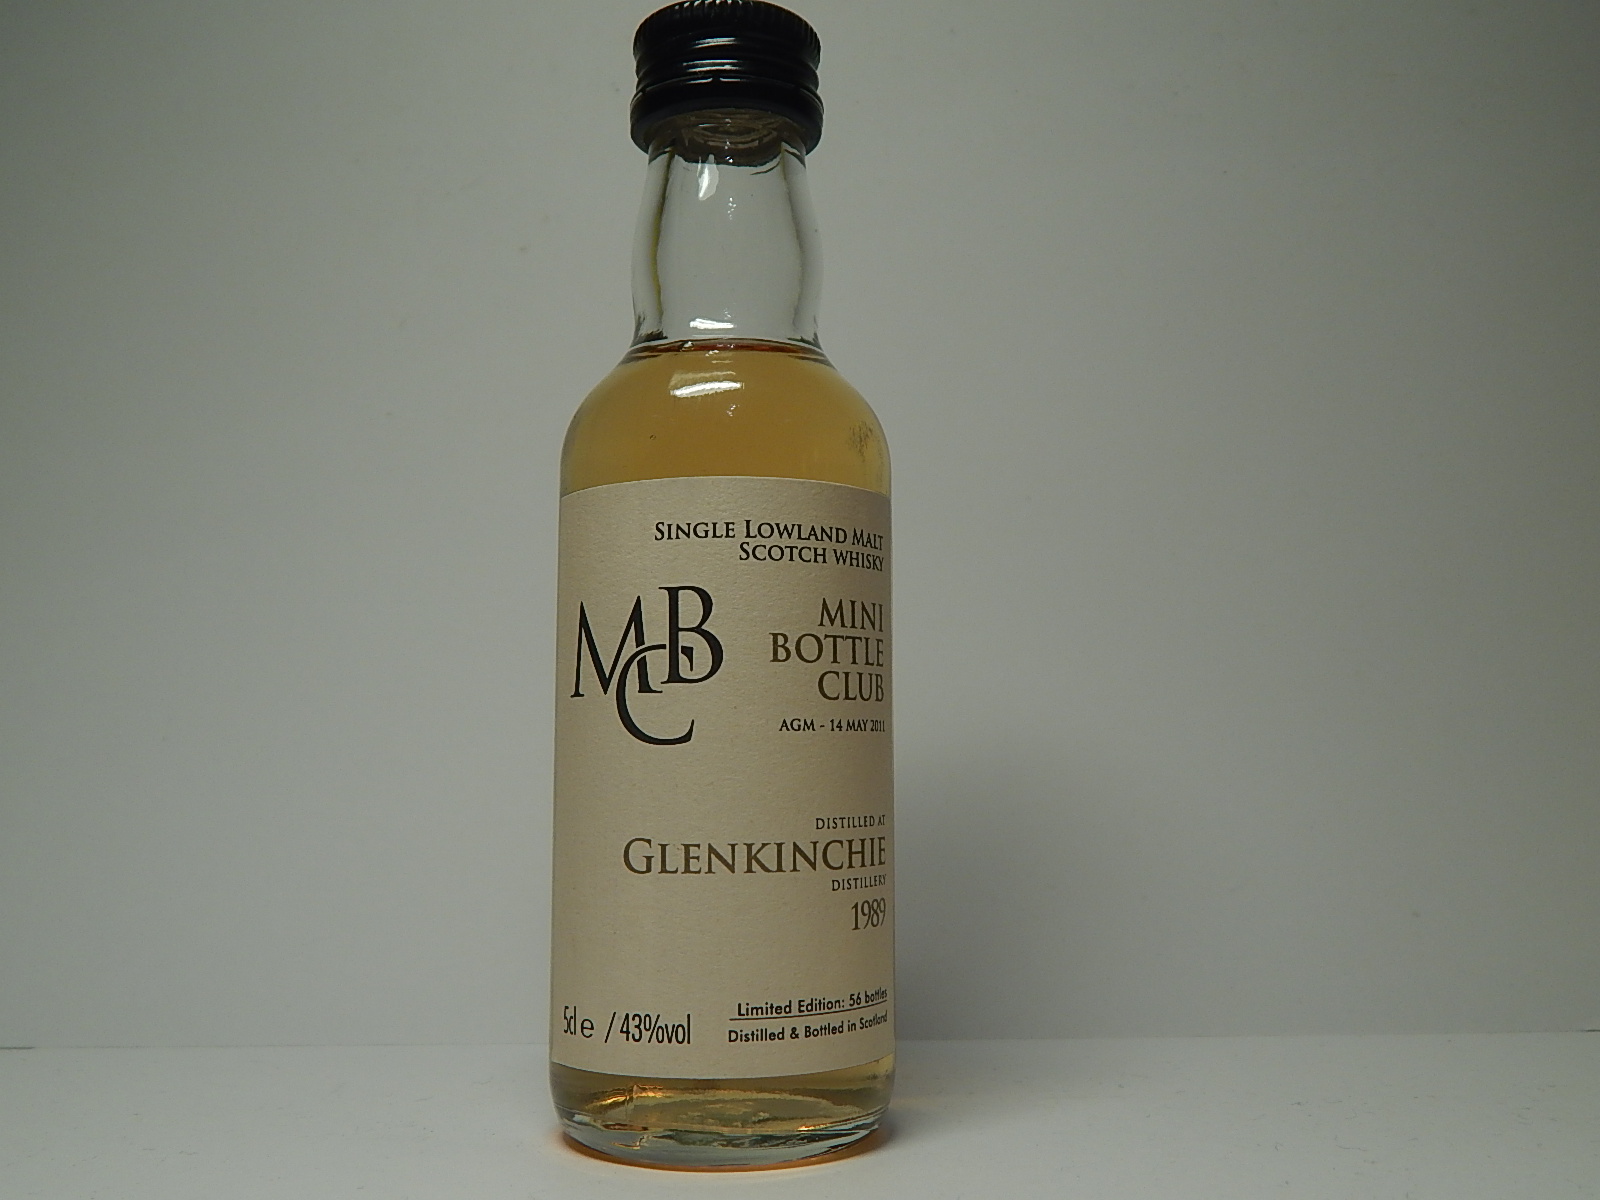 SINGLE LOWLAND MALT
SCOTCH WHISKY
MCB
MINI
BOTTLE
CLUB
AGM - 14 MAY 2011
DISTILLED AT
GLENKINCHIE
DISTILLERY
1989
5cl e / 43%vol
Limited Edition: 56 bottles
Distilled & Bottled in Scotland